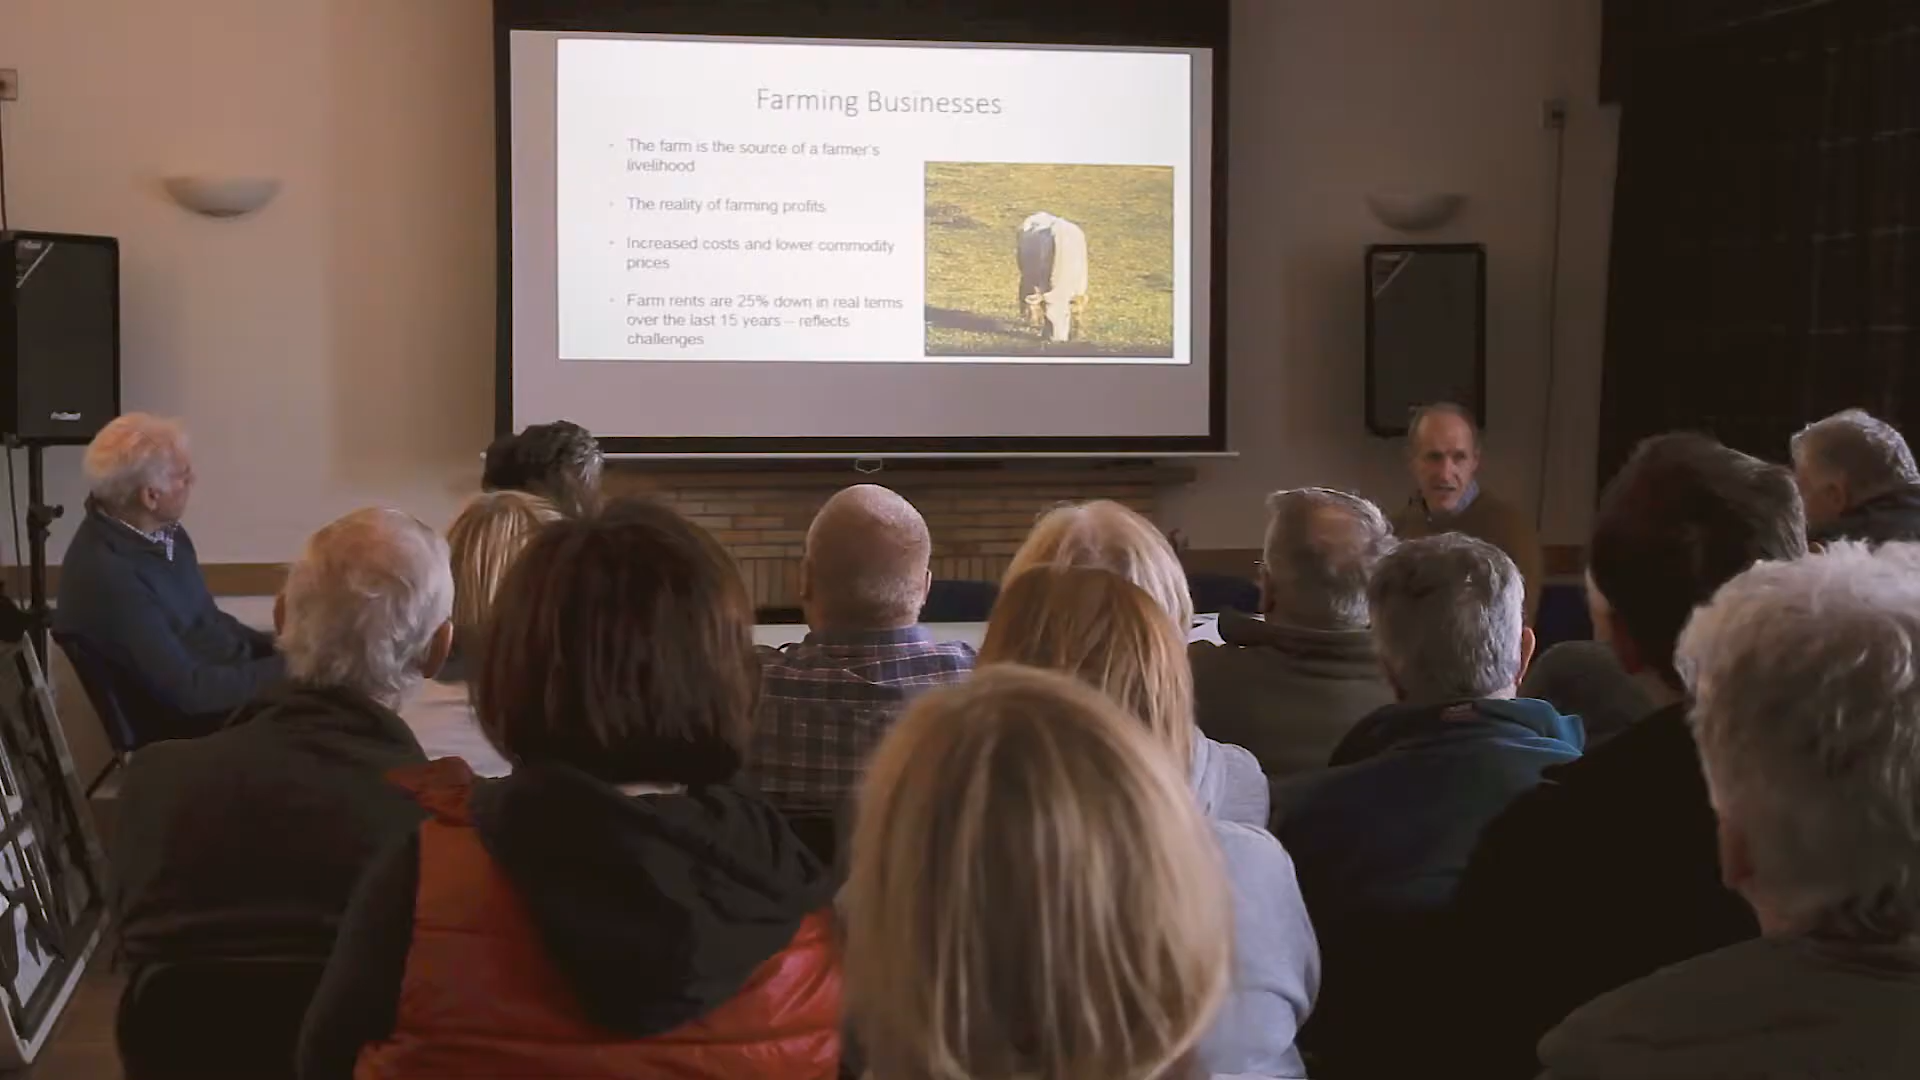 Farming Businesses
The farm is the source of a farmer's
livelihood
The reality of farming profits
Increased costs and lower commodity
prices
Farm rents are 25% down in real terms
over the last 15 years – reflects
challenges